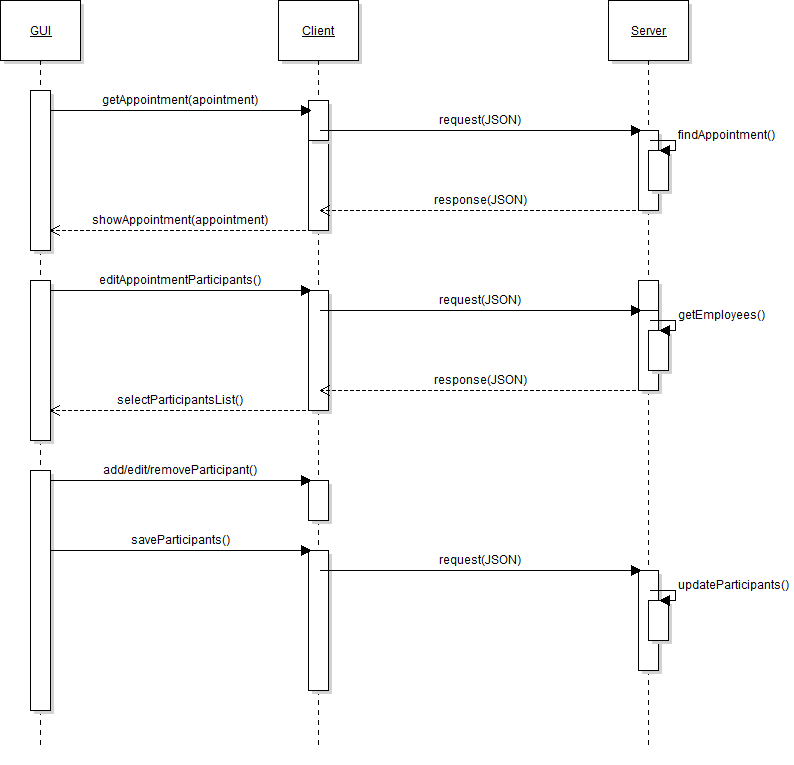 GUI
Client
Server
getAppointment(apointment)
request(JSON)
findAppointment()
response(JSON)
showAppointment(appointment)
editAppointmentParticipants()
request(JSON)
getEmployees()
response(JSON)
selectParticipantsList()
add/edit/removeParticipant()
saveParticipants()
request(JSON)
updateParticipants()